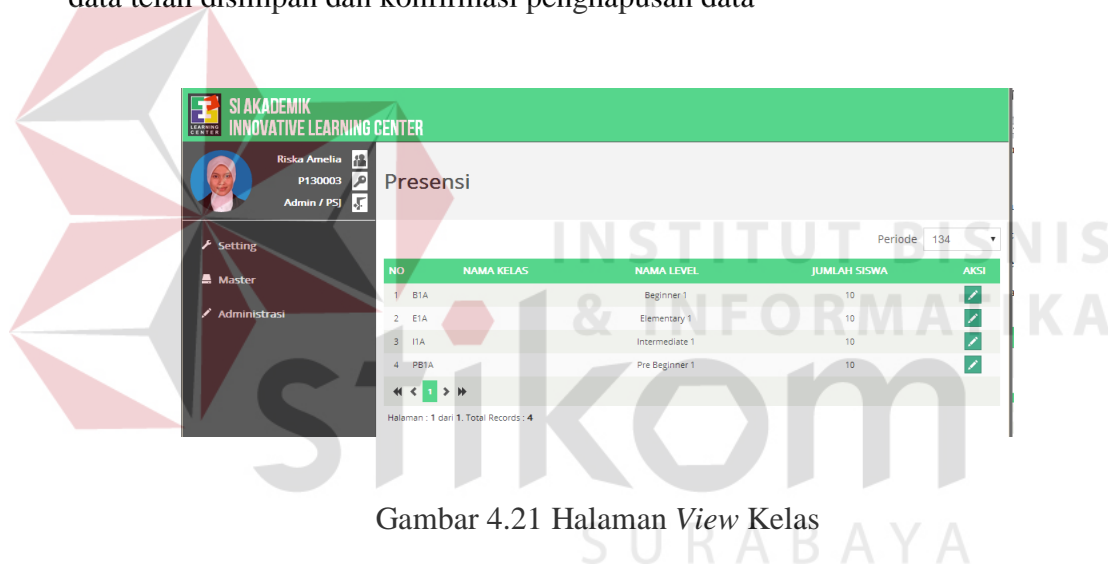 data telah disimpan dan konfirmasi penghapusan data
SI AKADEMIK
INNOVATIVE LEARNING CENTER
LEARNING
CENTER
Riska Amelia
P130003
Admin / PSJ
Presensi
Setting
Master
Administrasi
Periode 134
NO NAMA KELAS NAMA LEVEL JUMLAH SISWA AKSI
1 B1A Beginner 1 10
2 E1A Elementary 1 10
3 I1A Intermediate 1 10
4 PB1A Pre Beginner 1 10
1
Halaman : 1 dari 1. Total Records : 4
INSTITUT BISNIS
& INFORMATIKA
stikom
SURABAYA
Gambar 4.21 Halaman View Kelas